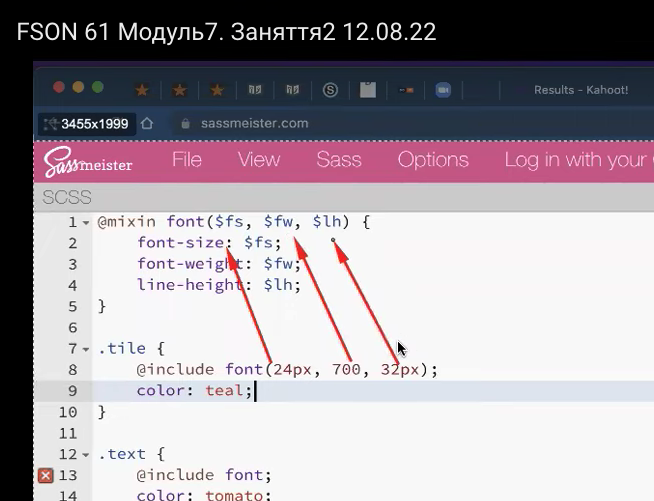 FSON 61 Модуль7. Заняття2 12.08.22
Results - Kahoot!
3455x1999
sassmeister.com
Sassmeister File View Sass Options Log in with your
SCSS
1 @mixin font($fs, $fw, $lh) {
2 font-size: $fs;
3 font-weight: $fw;
4 line-height: $lh;
5 }
6
7 .tile {
8 @include font(24px, 700, 32px);
9 color: teal;
10 }
11
12 .text {
13 @include font;
14 color: tomato;